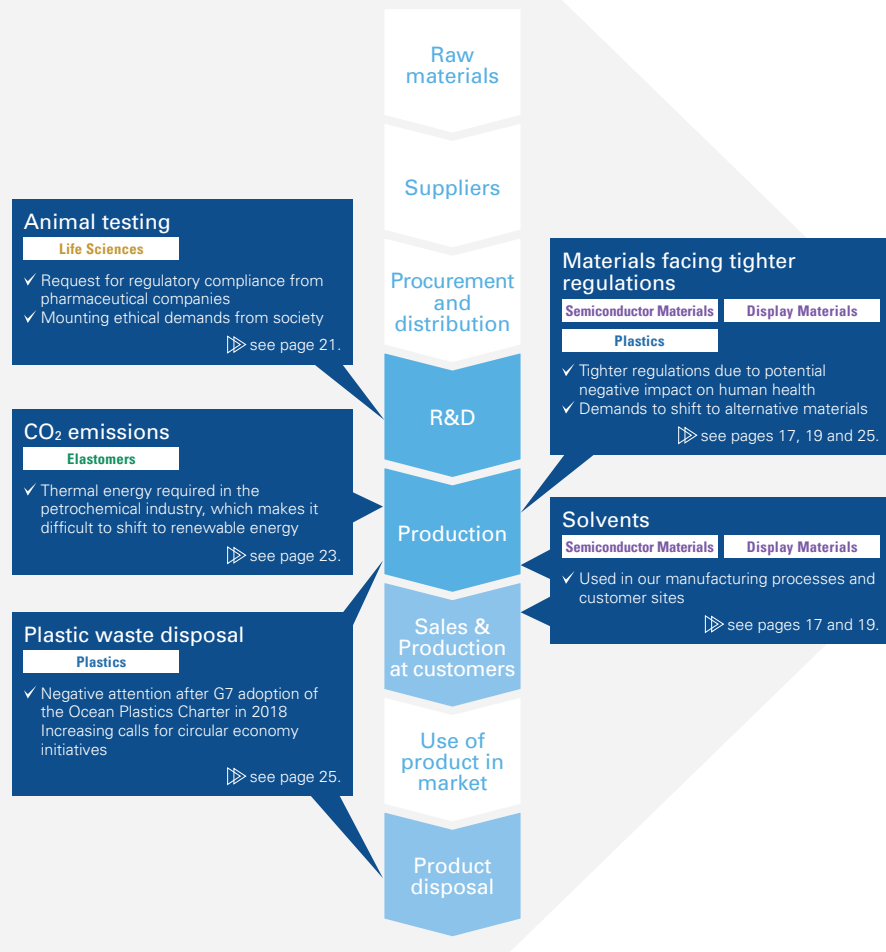 Raw
materials
Suppliers
Procurement
and
distribution
R&D
Production
Sales &
Production
at customers
Use of
product in
market
Product
disposal
Animal testing
Life Sciences
✓ Request for regulatory compliance from
pharmaceutical companies
✓ Mounting ethical demands from society
see page 21.
CO₂ emissions
Elastomers
✓ Thermal energy required in the
petrochemical industry, which makes it
difficult to shift to renewable energy
see page 23.
Plastic waste disposal
Plastics
✓ Negative attention after G7 adoption of
the Ocean Plastics Charter in 2018
Increasing calls for circular economy
initiatives
see page 25.
Materials facing tighter
regulations
Semiconductor Materials Display Materials
Plastics
✓ Tighter regulations due to potential
negative impact on human health
✓ Demands to shift to alternative materials
see pages 17, 19 and 25.
Solvents
Semiconductor Materials Display Materials
✓ Used in our manufacturing processes and
customer sites
see pages 17 and 19.